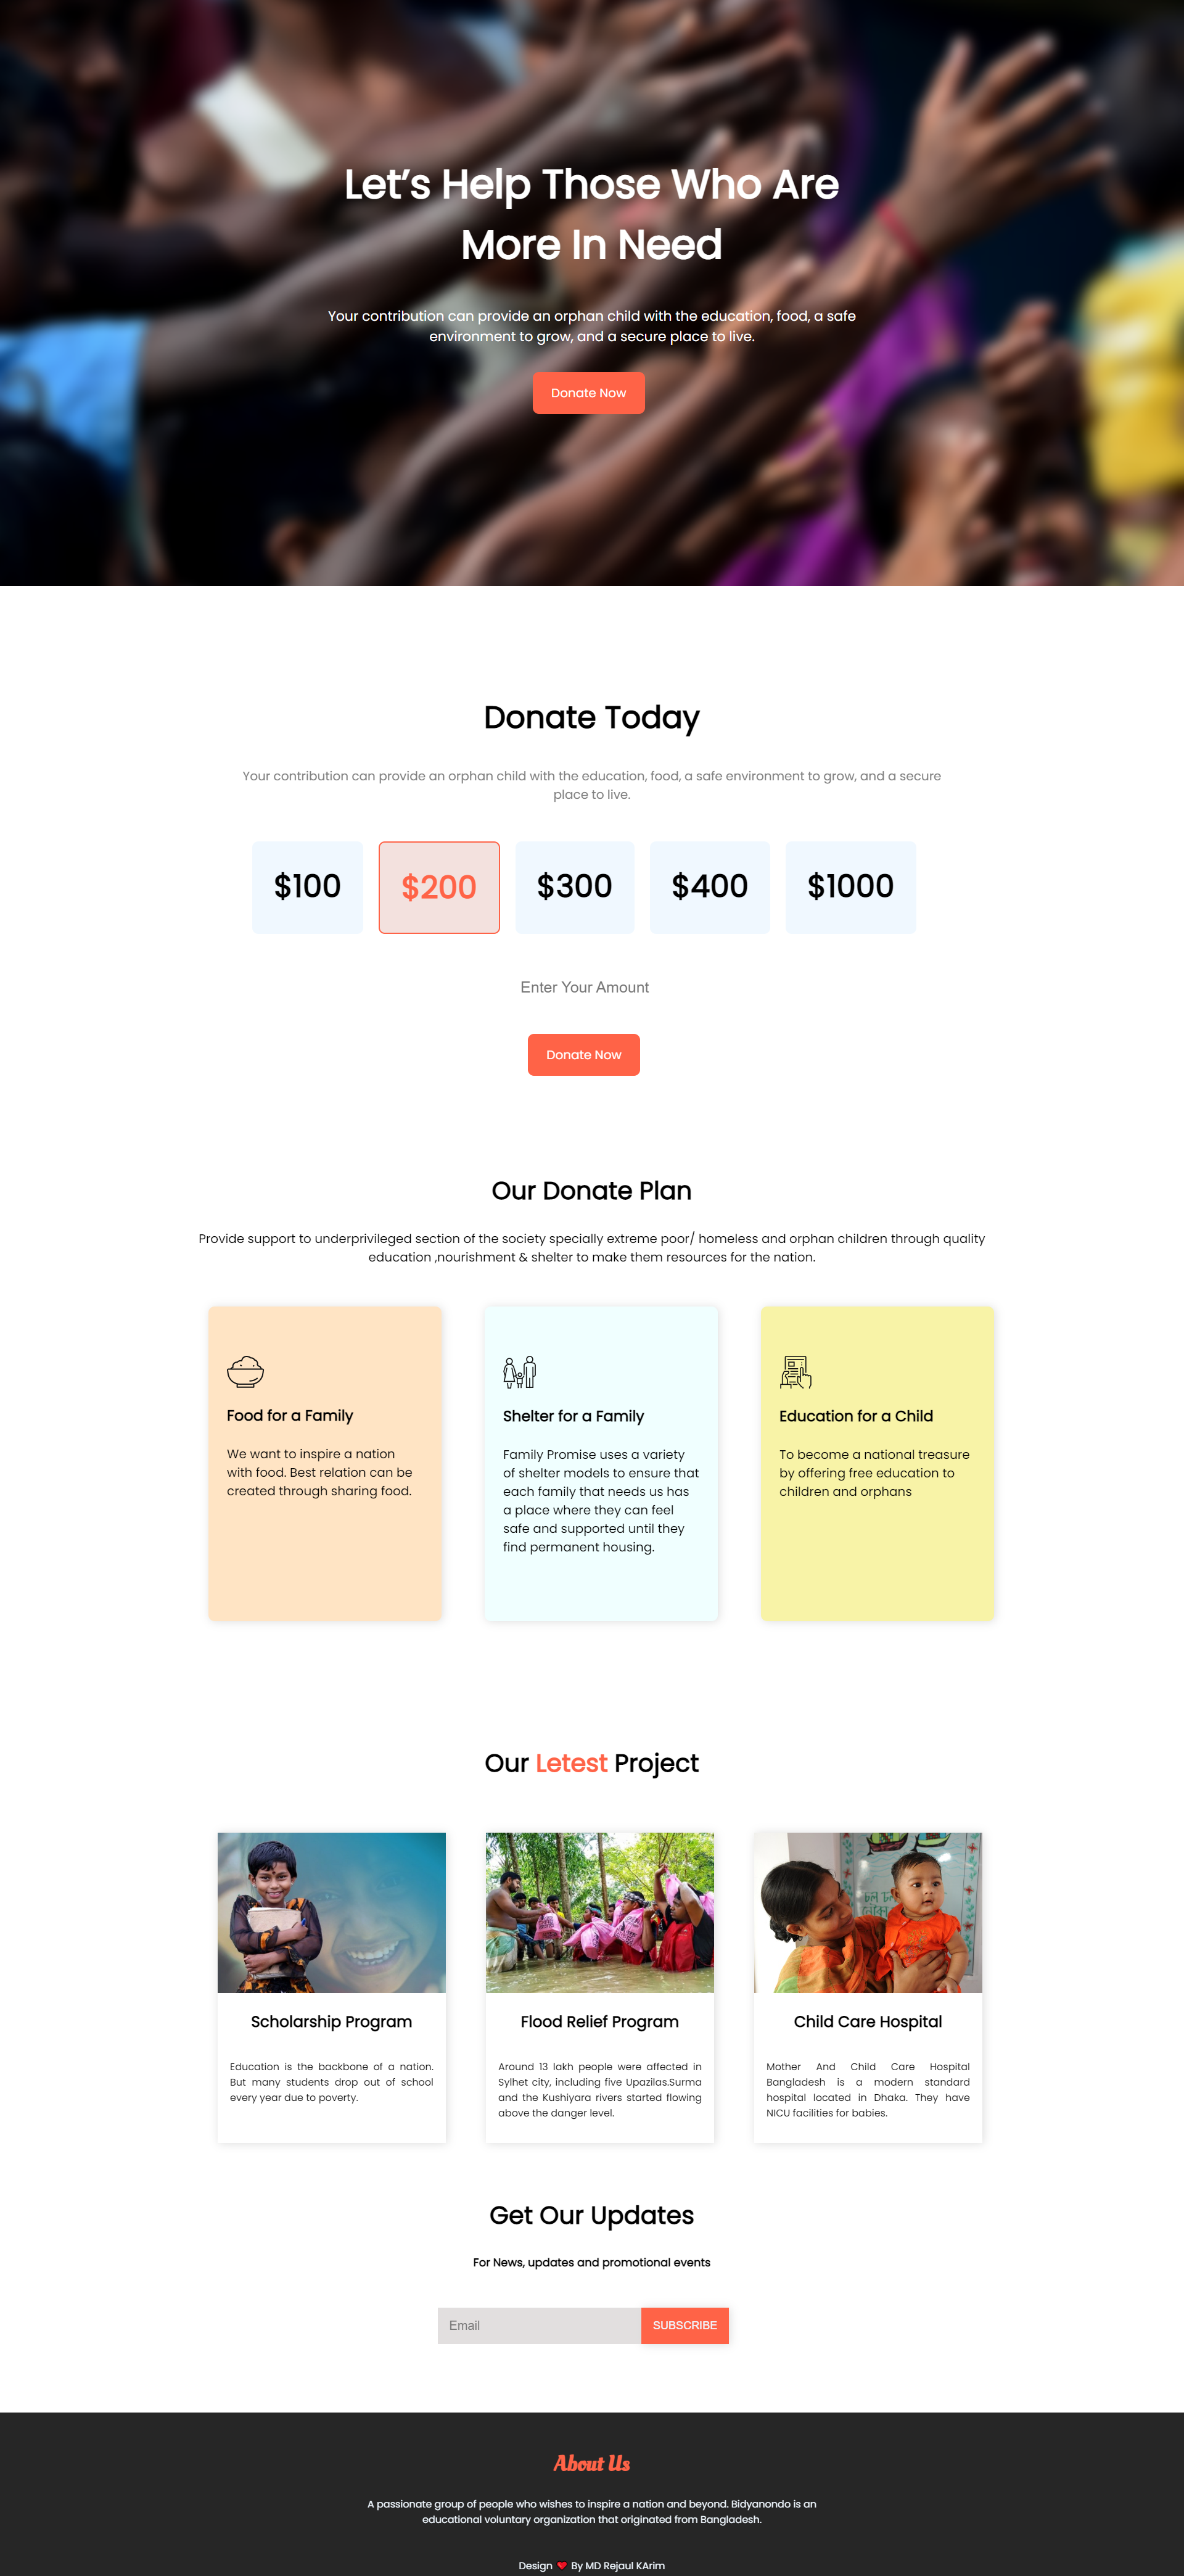 Let’s Help Those Who Are
More In Need
Your contribution can provide an orphan child with the education, food, a safe
environment to grow, and a secure place to live.
Donate Now
Donate Today
Your contribution can provide an orphan child with the education, food, a safe environment to grow, and a secure
place to live.
$100 $200 $300 $400 $1000
Enter Your Amount
Donate Now
Our Donate Plan
Provide support to underprivileged section of the society specially extreme poor/ homeless and orphan children through quality
education ,nourishment & shelter to make them resources for the nation.
Food for a Family
We want to inspire a nation
with food. Best relation can be
created through sharing food.
Shelter for a Family
Family Promise uses a variety
of shelter models to ensure that
each family that needs us has
a place where they can feel
safe and supported until they
find permanent housing.
Education for a Child
To become a national treasure
by offering free education to
children and orphans
Our Letest Project
Scholarship Program
Education is the backbone of a nation.
But many students drop out of school
every year due to poverty.
Flood Relief Program
Around 13 lakh people were affected in
Sylhet city, including five Upazilas.Surma
and the Kushiyara rivers started flowing
above the danger level.
Child Care Hospital
Mother And Child Care Hospital
Bangladesh is a modern standard
hospital located in Dhaka. They have
NICU facilities for babies.
Get Our Updates
For News, updates and promotional events
Email SUBSCRIBE
About Us
A passionate group of people who wishes to inspire a nation and beyond. Bidyanondo is an
educational voluntary organization that originated from Bangladesh.
Design ❤ By MD Rejaul KArim